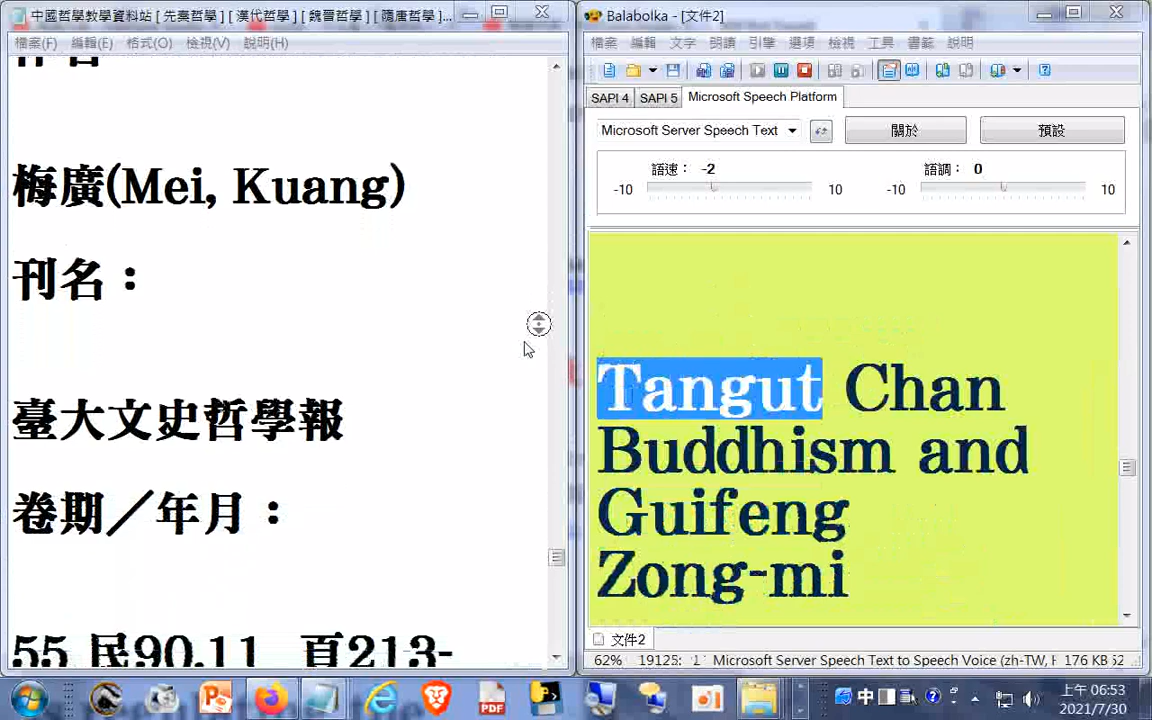 中國哲學教學資料站 [ 先秦哲學 ] [ 漢代哲學 ] [ 魏晉哲學 ] [ 隋唐哲學 ]...
檔案(F) 編輯(E) 格式(O) 檢視(V) 說明(H)
梅廣(Mei, Kuang)
刊名：
臺大文史哲學報
卷期／年月：
55 民90.11 頁213-
Balabolka - [文件2]
檔案 編輯 文字 朗讀 引擎 選項 檢視 工具 書籤 說明
SAPI 4 SAPI 5 Microsoft Speech Platform
Microsoft Server Speech Text 關於 預設
語速： -2 語調： 0
-10 10 -10 10
Tangut Chan
Buddhism and
Guifeng
Zong-mi
文件2
62% 19125: Microsoft Server Speech Text to Speech Voice (zh-TW, 176 KB
中 上午 06:53
2021/7/30